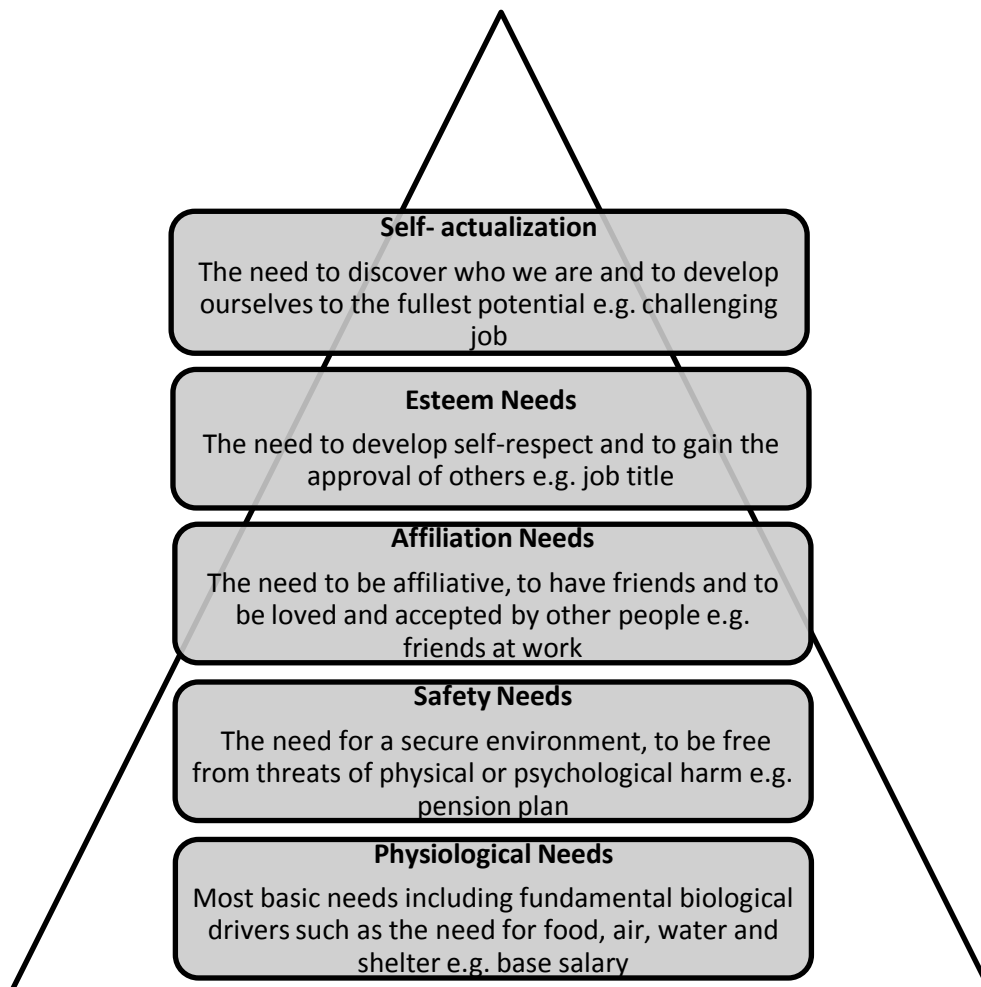 Self- actualization
The need to discover who we are and to develop
ourselves to the fullest potential e.g. challenging
job
Esteem Needs
The need to develop self-respect and to gain the
approval of others e.g. job title
Affiliation Needs
The need to be affiliative, to have friends and to
be loved and accepted by other people e.g.
friends at work
Safety Needs
The need for a secure environment, to be free
from threats of physical or psychological harm e.g.
pension plan
Physiological Needs
Most basic needs including fundamental biological
drivers such as the need for food, air, water and
shelter e.g. base salary